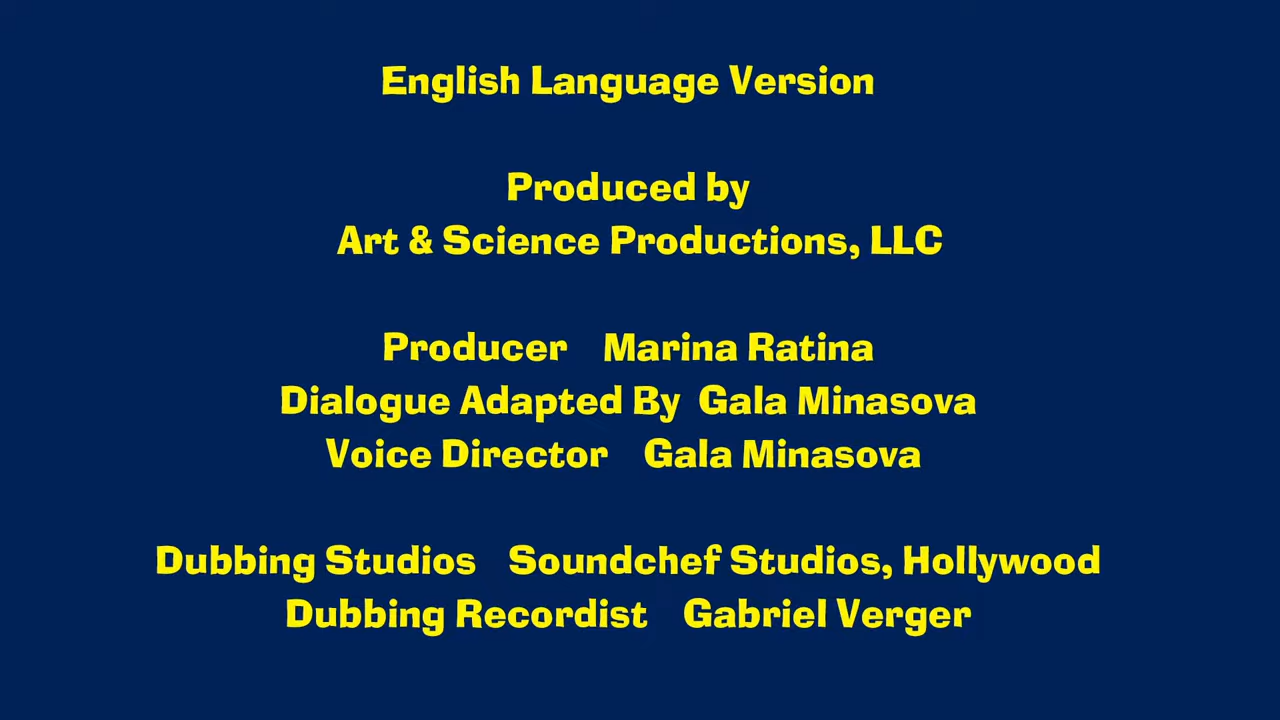 English Language Version
Produced by
Art & Science Productions, LLC
Producer Marina Ratina
Dialogue Adapted By Gala Minasova
Voice Director Gala Minasova
Dubbing Studios Soundchef Studios, Hollywood
Dubbing Recordist Gabriel Verger